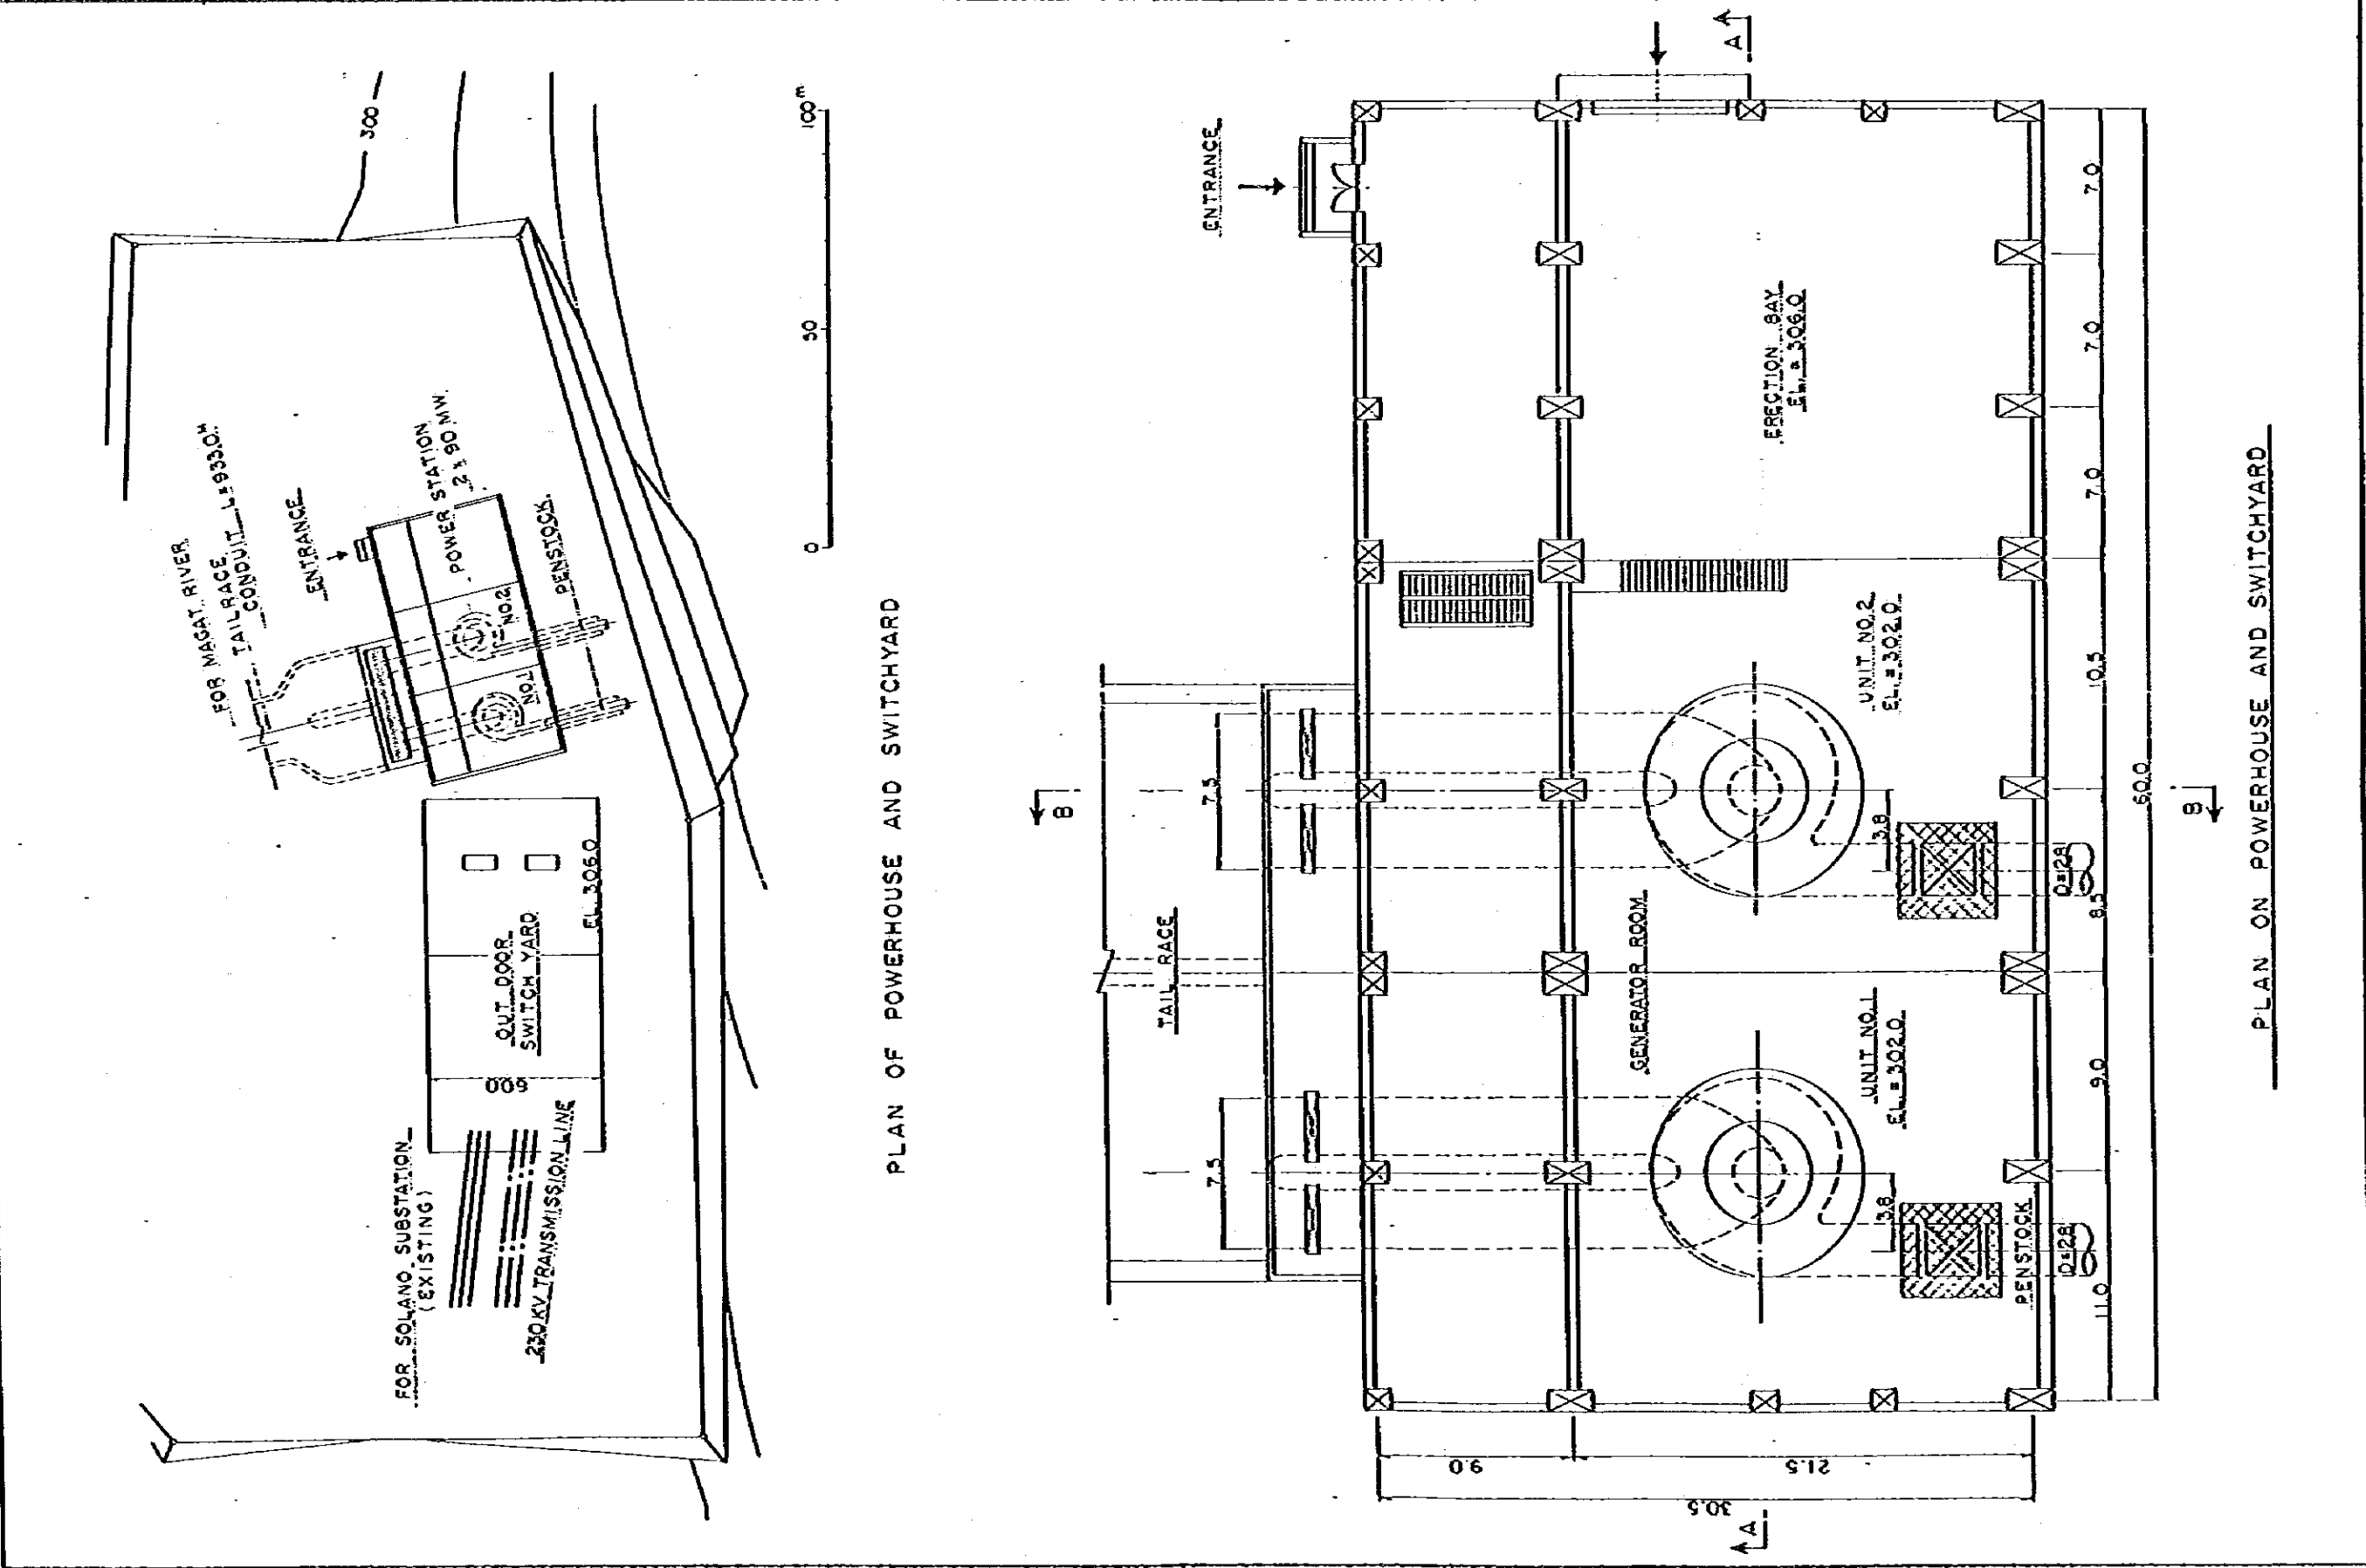 300
FOR MAGAT RIVER
TAILRACE
CONDUIT L=933.0M
ENTRANCE
POWER STATION
2 x 90 MW.
NO.2
NO.1
PENSTOCK
OUT DOOR
SWITCH YARD
EL. 306.0
FOR SOLANO SUBSTATION
(EXISTING)
230KV TRANSMISSION LINE
0
50
100m
PLAN OF POWERHOUSE AND SWITCHYARD
A
ENTRANCE
ERECTION BAY
EL. = 306.0
UNIT NO.2
EL. = 302.0
B
TAIL RACE
7.5
7.5
GENERATOR ROOM
UNIT NO.1
EL. = 302.0
3.8
3.8
PENSTOCK
D=2.8
D=2.8
11.0
9.0
8.5
10.5
7.0
7.0
7.0
60.0
B
9.0
21.5
30.5
A
PLAN ON POWERHOUSE AND SWITCHYARD